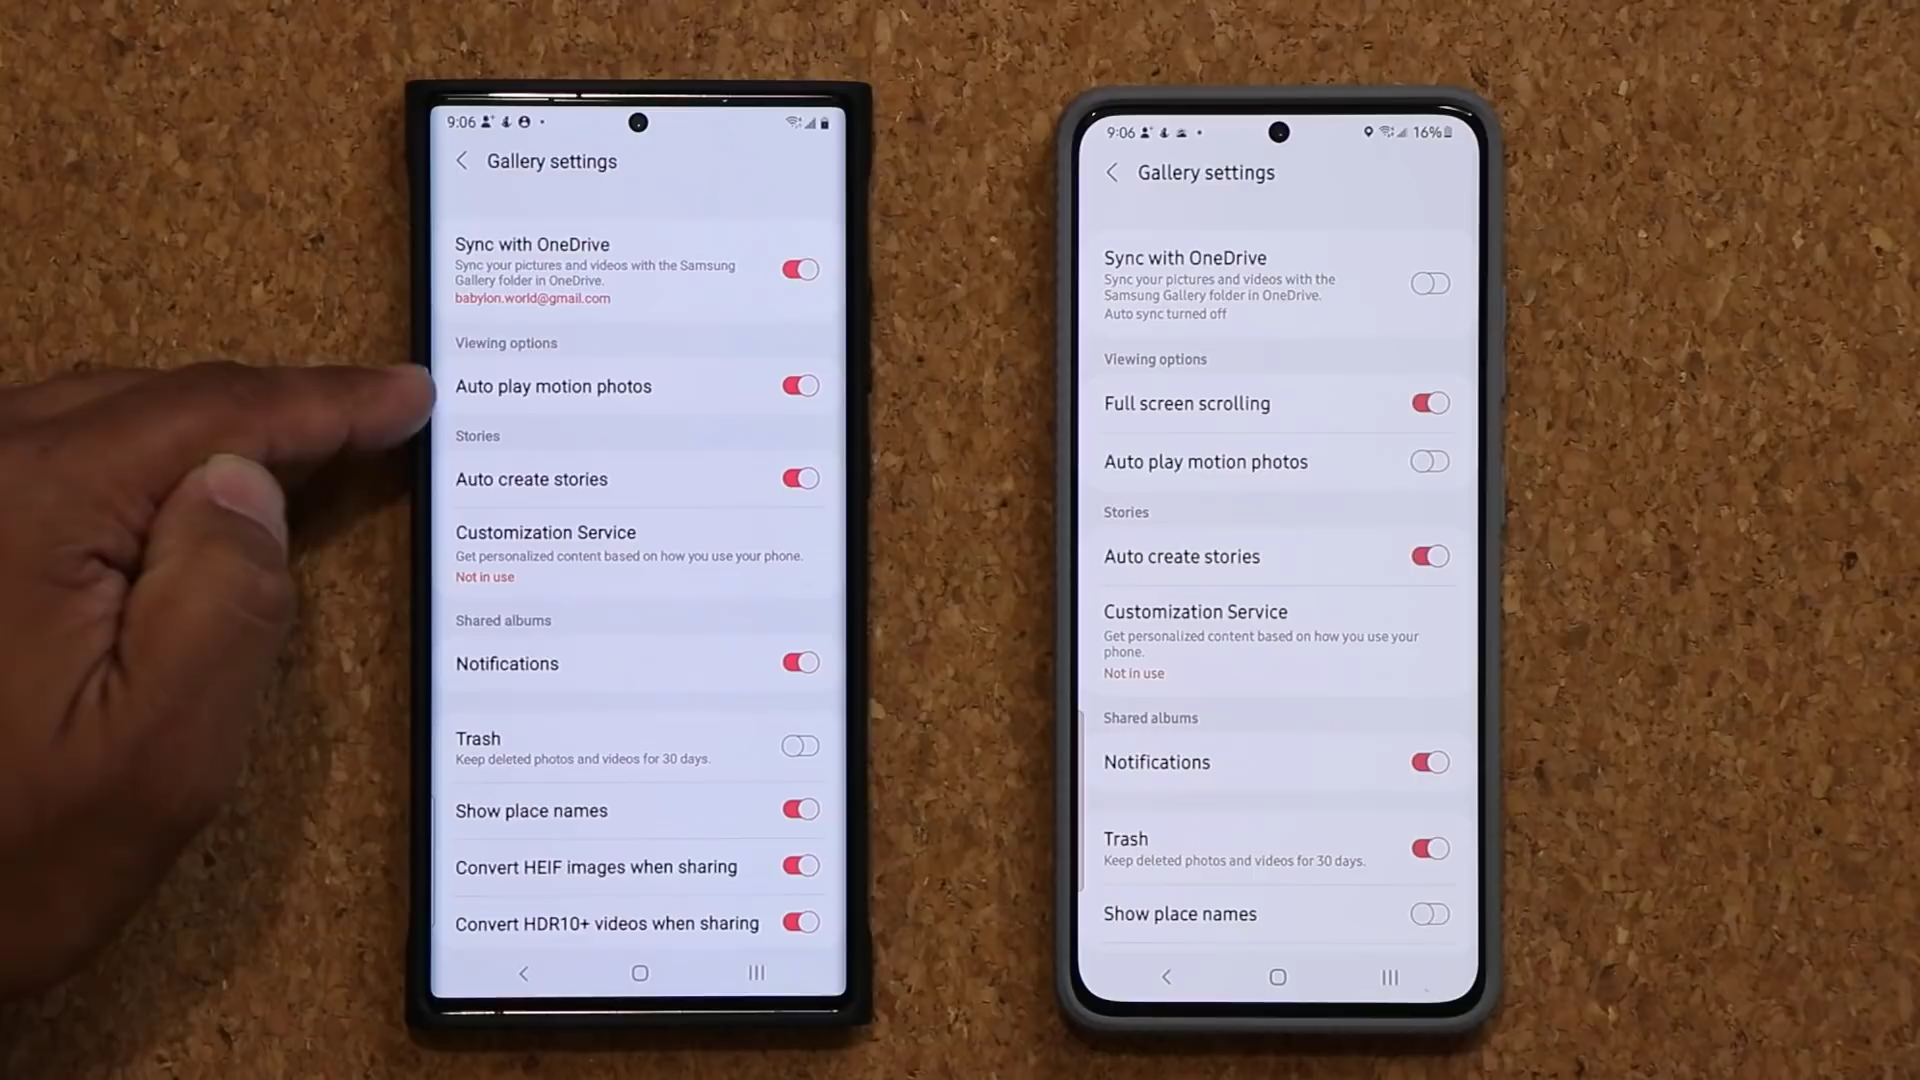 9:06
Gallery settings
Sync with OneDrive
Sync your pictures and videos with the Samsung
Gallery folder in OneDrive.
babylon.world@gmail.com
Viewing options
Auto play motion photos
Stories
Auto create stories
Customization Service
Get personalized content based on how you use your phone.
Not in use
Shared albums
Notifications
Trash
Keep deleted photos and videos for 30 days.
Show place names
Convert HEIF images when sharing
Convert HDR10+ videos when sharing
9:06
16%
Gallery settings
Sync with OneDrive
Sync your pictures and videos with the
Samsung Gallery folder in OneDrive.
Auto sync turned off
Viewing options
Full screen scrolling
Auto play motion photos
Stories
Auto create stories
Customization Service
Get personalized content based on how you use your
phone.
Not in use
Shared albums
Notifications
Trash
Keep deleted photos and videos for 30 days.
Show place names